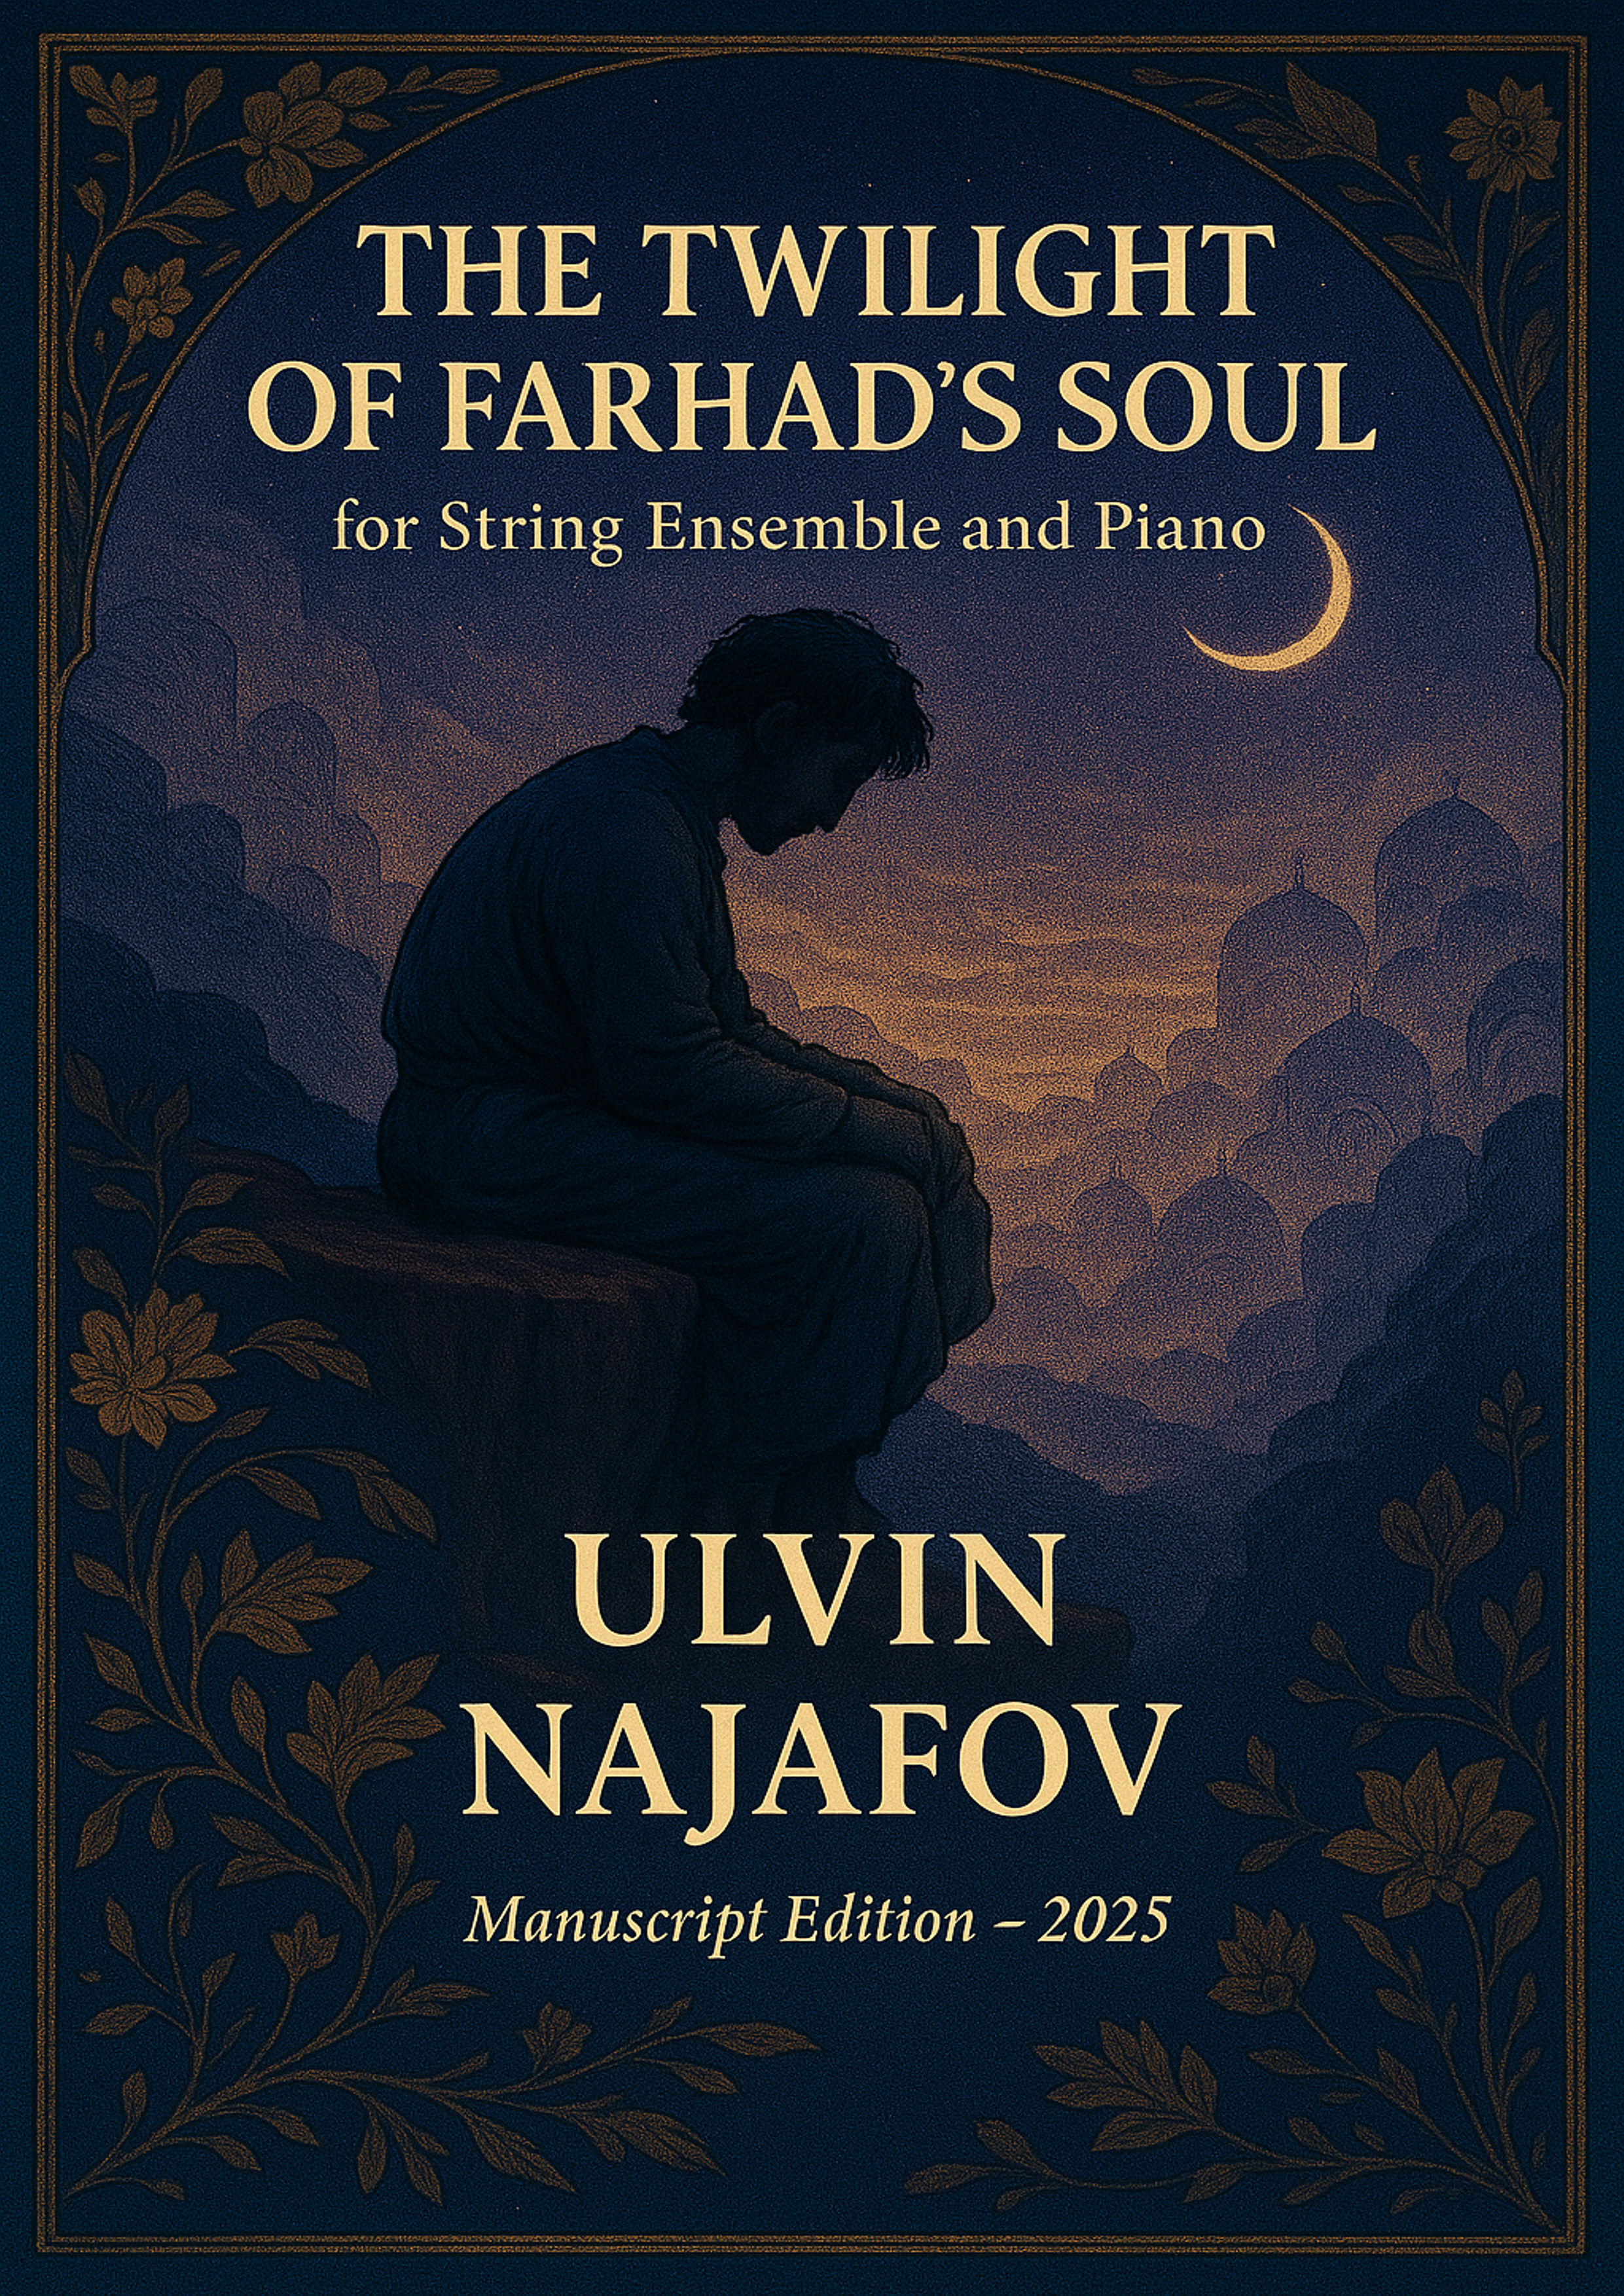 THE TWILIGHT
OF FARHAD’S SOUL
for String Ensemble and Piano
ULVIN
NAJAFOV
Manuscript Edition – 2025